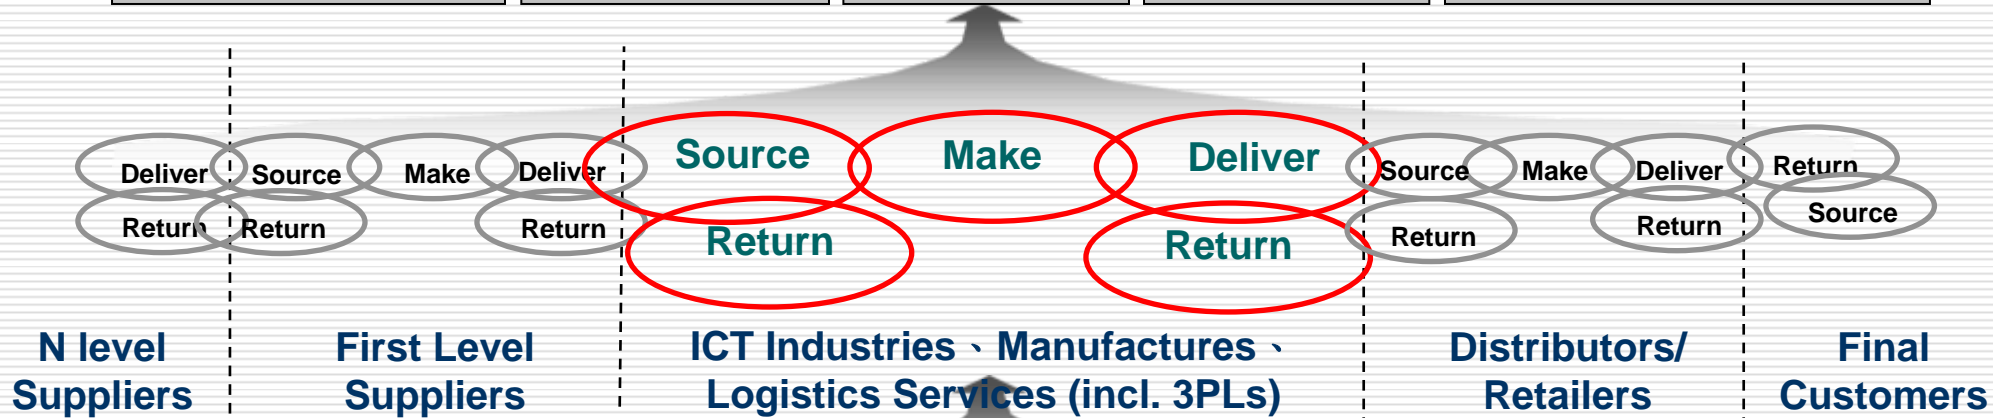 Source Make Deliver
Deliver Source Make Deliver Source Make Deliver Return
Return Return Return Return Return Return Return Source
N level
Suppliers
First Level
Suppliers
ICT Industries、Manufactures、
Logistics Services (incl. 3PLs)
Distributors/
Retailers
Final
Customers